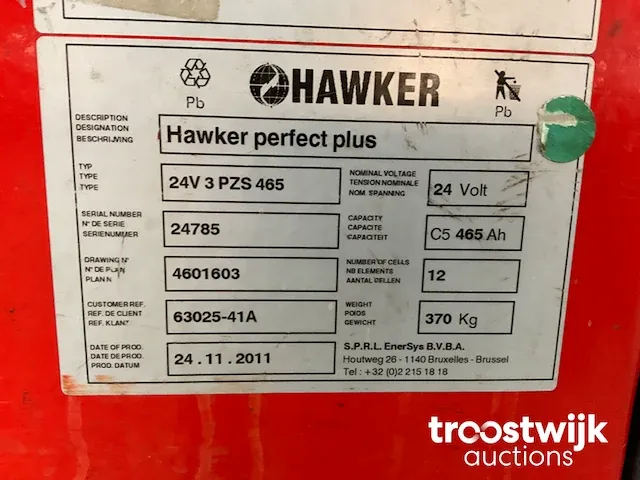 Pb
HAWKER
Pb
DESCRIPTION
DESIGNATION
BESCHRIJVING
Hawker perfect plus
TYP
TYPE
TYPE
24V 3 PZS 465
NOMINAL VOLTAGE
TENSION NOMINALE
NOM. SPANNING
24 Volt
SERIAL NUMBER
N° DE SERIE
SERIENUMMER
24785
CAPACITY
CAPACITE
CAPACITEIT
C5 465 Ah
DRAWING N°
N° DE PLAN
PLAN N
4601603
NUMBER OF CELLS
NB ELEMENTS
AANTAL CELLEN
12
CUSTOMER REF.
REF. DE CLIENT
REF. KLANT
63025-41A
WEIGHT
POIDS
GEWICHT
370 Kg
DATE OF PROD.
DATE DE PROD.
PROD. DATUM
24.11.2011
S.P.R.L. EnerSys B.V.B.A.
Houtweg 26 - 1140 Bruxelles - Brussel
Tel : +32 (0)2 215 18 18
troostwijk
auctions